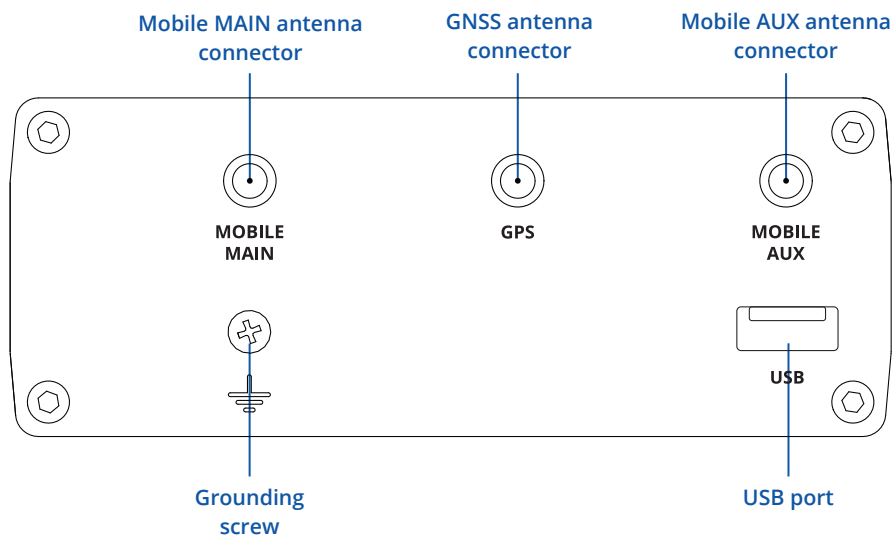 Mobile MAIN antenna
connector
GNSS antenna
connector
Mobile AUX antenna
connector
MOBILE
MAIN
GPS
MOBILE
AUX
USB
Grounding
screw
USB port